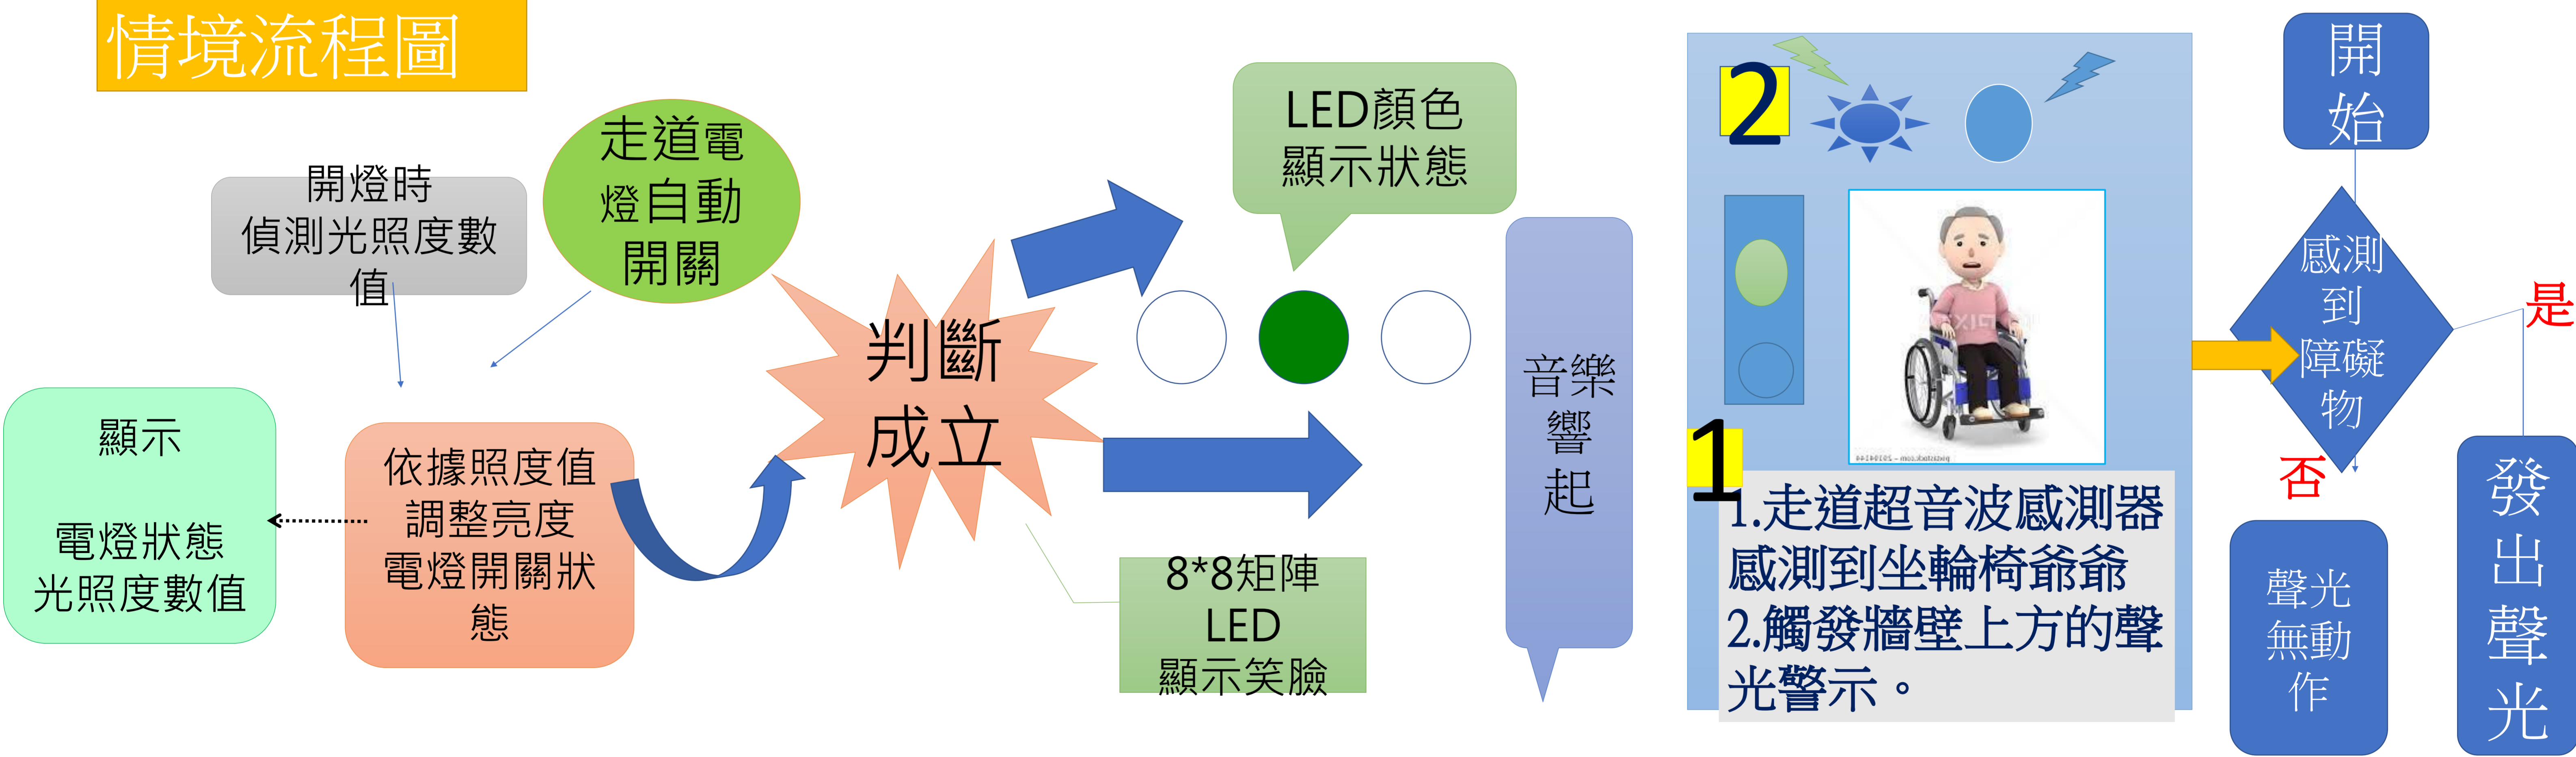 情境流程圖
開燈時
偵測光照度數
值
走道電
燈自動
開關
顯示
電燈狀態
光照度數值
依據照度值
調整亮度
電燈開關狀
態
判斷
成立
LED顏色
顯示狀態
8*8矩陣
LED
顯示笑臉
音樂
響
起
2
1
1.走道超音波感測器
感測到坐輪椅爺爺
2.觸發牆壁上方的聲
光警示。
開
始
感測
到
障礙
物
是
否
聲光
無動
作
發
出
聲
光